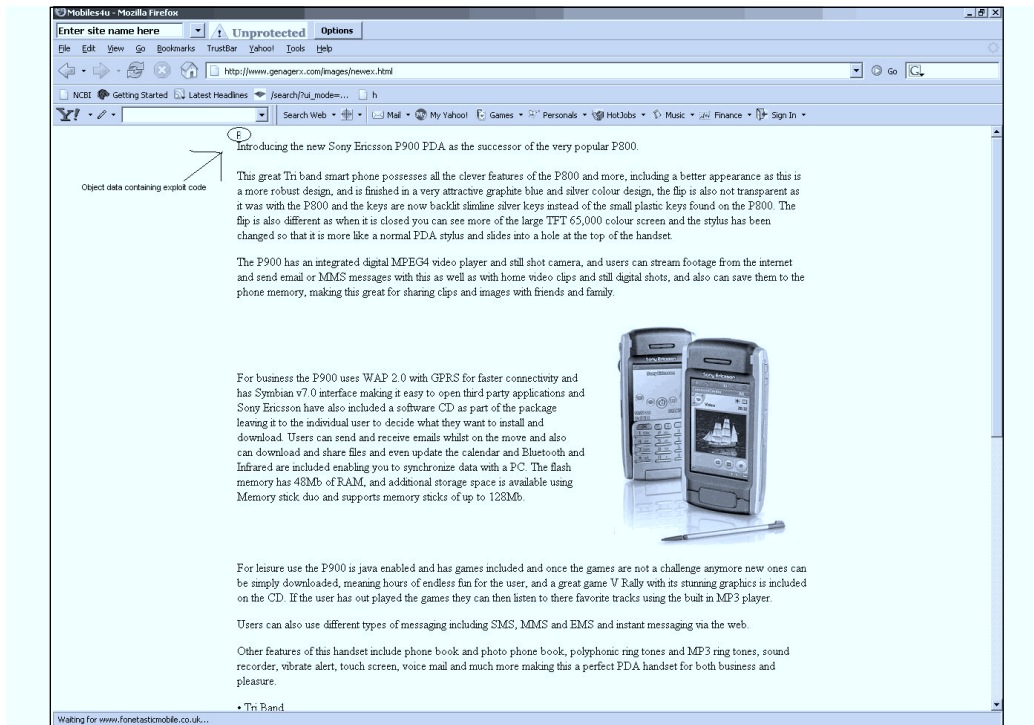 Mobiles4u - Mozilla Firefox
Enter site name here Unprotected Options
File Edit View Go Bookmarks TrustBar Yahoo! Tools Help
http://www.genagerx.com/images/newex.html Go
NCBI Getting Started Latest Headlines /search/?ui_mode=... h
Y! Search Web Mail My Yahoo! Games Personals HotJobs Music Finance Sign In
Introducing the new Sony Ericsson P900 PDA as the successor of the very popular P800.
Object data containing exploit code
This great Tri band smart phone possesses all the clever features of the P800 and more, including a better appearance as this is
a more robust design, and is finished in a very attractive graphite blue and silver colour design, the flip is also not transparent as
it was with the P800 and the keys are now backlit slimline silver keys instead of the small plastic keys found on the P800. The
flip is also different as when it is closed you can see more of the large TFT 65,000 colour screen and the stylus has been
changed so that it is more like a normal PDA stylus and slides into a hole at the top of the handset.
The P900 has an integrated digital MPEG4 video player and still shot camera, and users can stream footage from the internet
and send email or MMS messages with this as well as with home video clips and still digital shots, and also can save them to the
phone memory, making this great for sharing clips and images with friends and family.
For business the P900 uses WAP 2.0 with GPRS for faster connectivity and
has Symbian v7.0 interface making it easy to open third party applications and
Sony Ericsson have also included a software CD as part of the package
leaving it to the individual user to decide what they want to install and
download. Users can send and receive emails whilst on the move and also
can download and share files and even update the calendar and Bluetooth and
Infrared are included enabling you to synchronize data with a PC. The flash
memory has 48Mb of RAM, and additional storage space is available using
Memory stick duo and supports memory sticks of up to 128Mb.
Sony Ericsson
Sony Ericsson
For leisure use the P900 is java enabled and has games included and once the games are not a challenge anymore new ones can
be simply downloaded, meaning hours of endless fun for the user, and a great game V Rally with its stunning graphics is included
on the CD. If the user has out played the games they can then listen to there favorite tracks using the built in MP3 player.
Users can also use different types of messaging including SMS, MMS and EMS and instant messaging via the web.
Other features of this handset include phone book and photo phone book, polyphonic ring tones and MP3 ring tones, sound
recorder, vibrate alert, touch screen, voice mail and much more making this a perfect PDA handset for both business and
pleasure.
• Tri Band
Waiting for www.fonetasticmobile.co.uk...